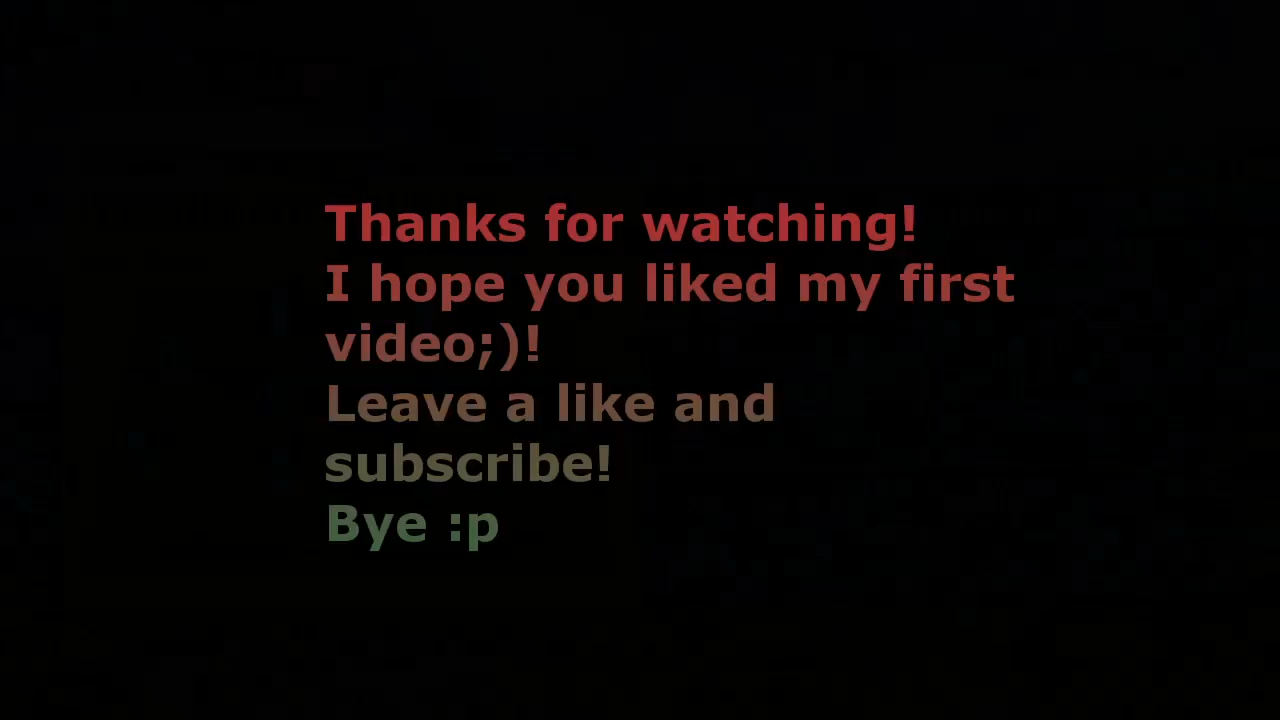 Thanks for watching!
I hope you liked my first
video;)!
Leave a like and
subscribe!
Bye :p